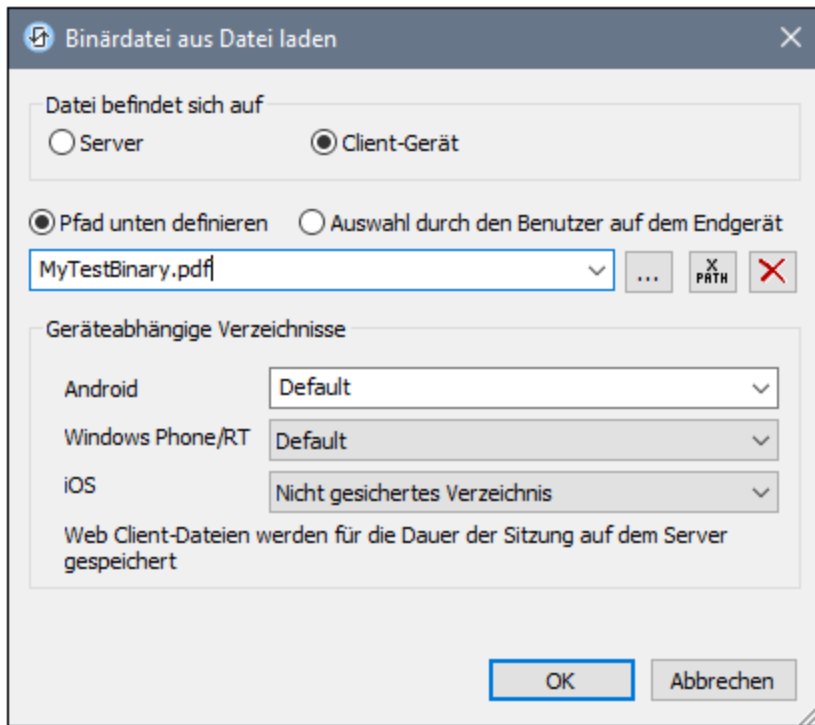 Binärdatei aus Datei laden
Datei befindet sich auf
Server
Client-Gerät
Pfad unten definieren
Auswahl durch den Benutzer auf dem Endgerät
MyTestBinary.pdf
...
X
PATH
Geräteabhängige Verzeichnisse
Android
Default
Windows Phone/RT
Default
iOS
Nicht gesichertes Verzeichnis
Web Client-Dateien werden für die Dauer der Sitzung auf dem Server
gespeichert
OK
Abbrechen